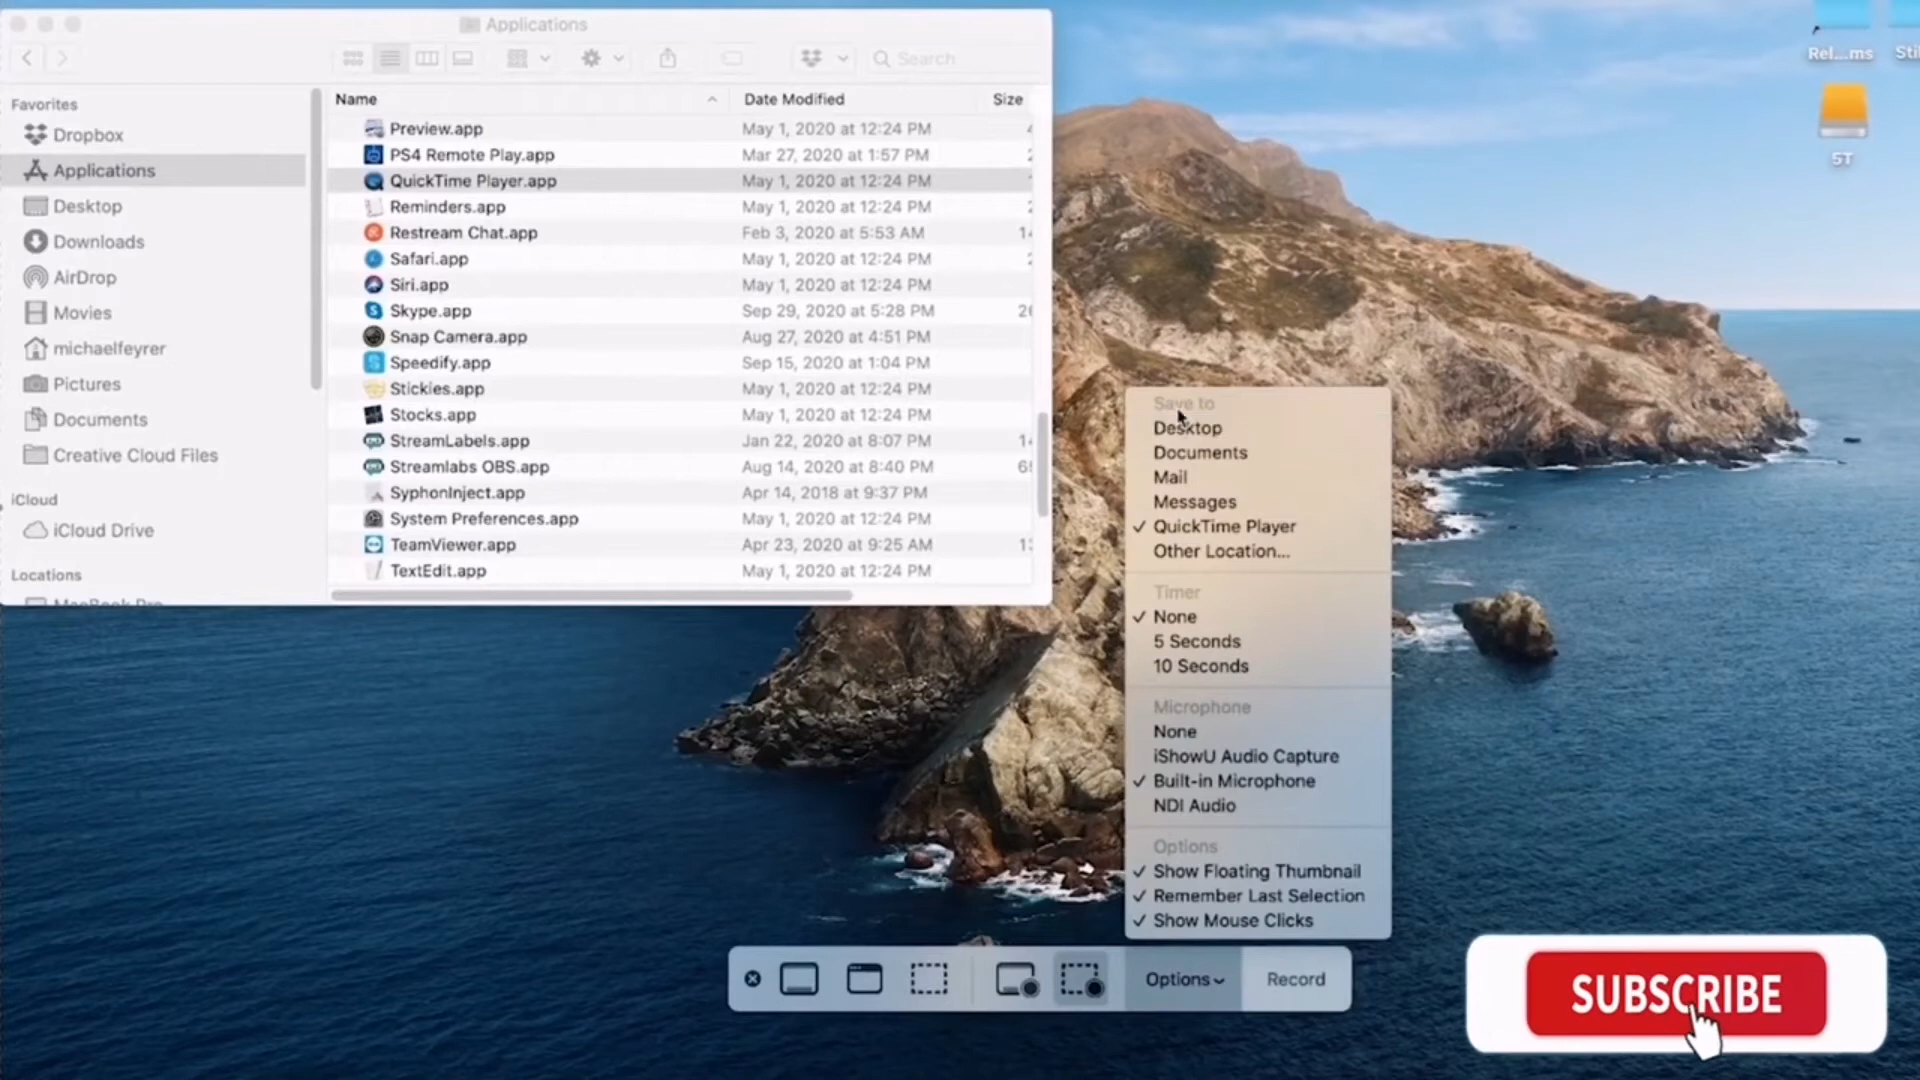 Applications
Search
Rel...ms
5T
Favorites
Dropbox
Applications
Desktop
Downloads
AirDrop
Movies
michaelfeyrer
Pictures
Documents
Creative Cloud Files
iCloud
iCloud Drive
Locations
Name Date Modified Size
Preview.app May 1, 2020 at 12:24 PM
PS4 Remote Play.app Mar 27, 2020 at 1:57 PM
QuickTime Player.app May 1, 2020 at 12:24 PM
Reminders.app May 1, 2020 at 12:24 PM
Restream Chat.app Feb 3, 2020 at 5:53 AM
Safari.app May 1, 2020 at 12:24 PM
Siri.app May 1, 2020 at 12:24 PM
Skype.app Sep 29, 2020 at 5:28 PM
Snap Camera.app Aug 27, 2020 at 4:51 PM
Speedify.app Sep 15, 2020 at 1:04 PM
Stickies.app May 1, 2020 at 12:24 PM
Stocks.app May 1, 2020 at 12:24 PM
StreamLabels.app Jan 22, 2020 at 8:07 PM
Streamlabs OBS.app Aug 14, 2020 at 8:40 PM
SyphonInject.app Apr 14, 2018 at 9:37 PM
System Preferences.app May 1, 2020 at 12:24 PM
TeamViewer.app Apr 23, 2020 at 9:25 AM
TextEdit.app May 1, 2020 at 12:24 PM
Save to
Desktop
Documents
Mail
Messages
QuickTime Player
Other Location...
Timer
None
5 Seconds
10 Seconds
Microphone
None
iShowU Audio Capture
Built-in Microphone
NDI Audio
Options
Show Floating Thumbnail
Remember Last Selection
Show Mouse Clicks
Options
Record
SUBSCRIBE